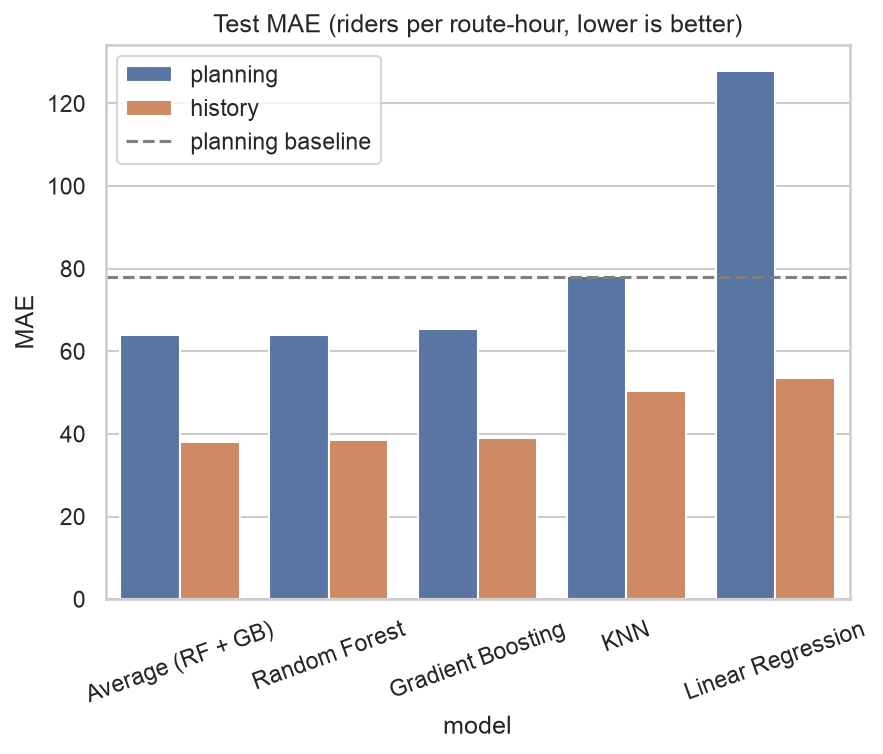 Test MAE (riders per route-hour, lower is better)
planning
history
planning baseline
120
100
80
60
40
20
0
MAE
Average (RF + GB)
Random Forest
Gradient Boosting
KNN
Linear Regression
model